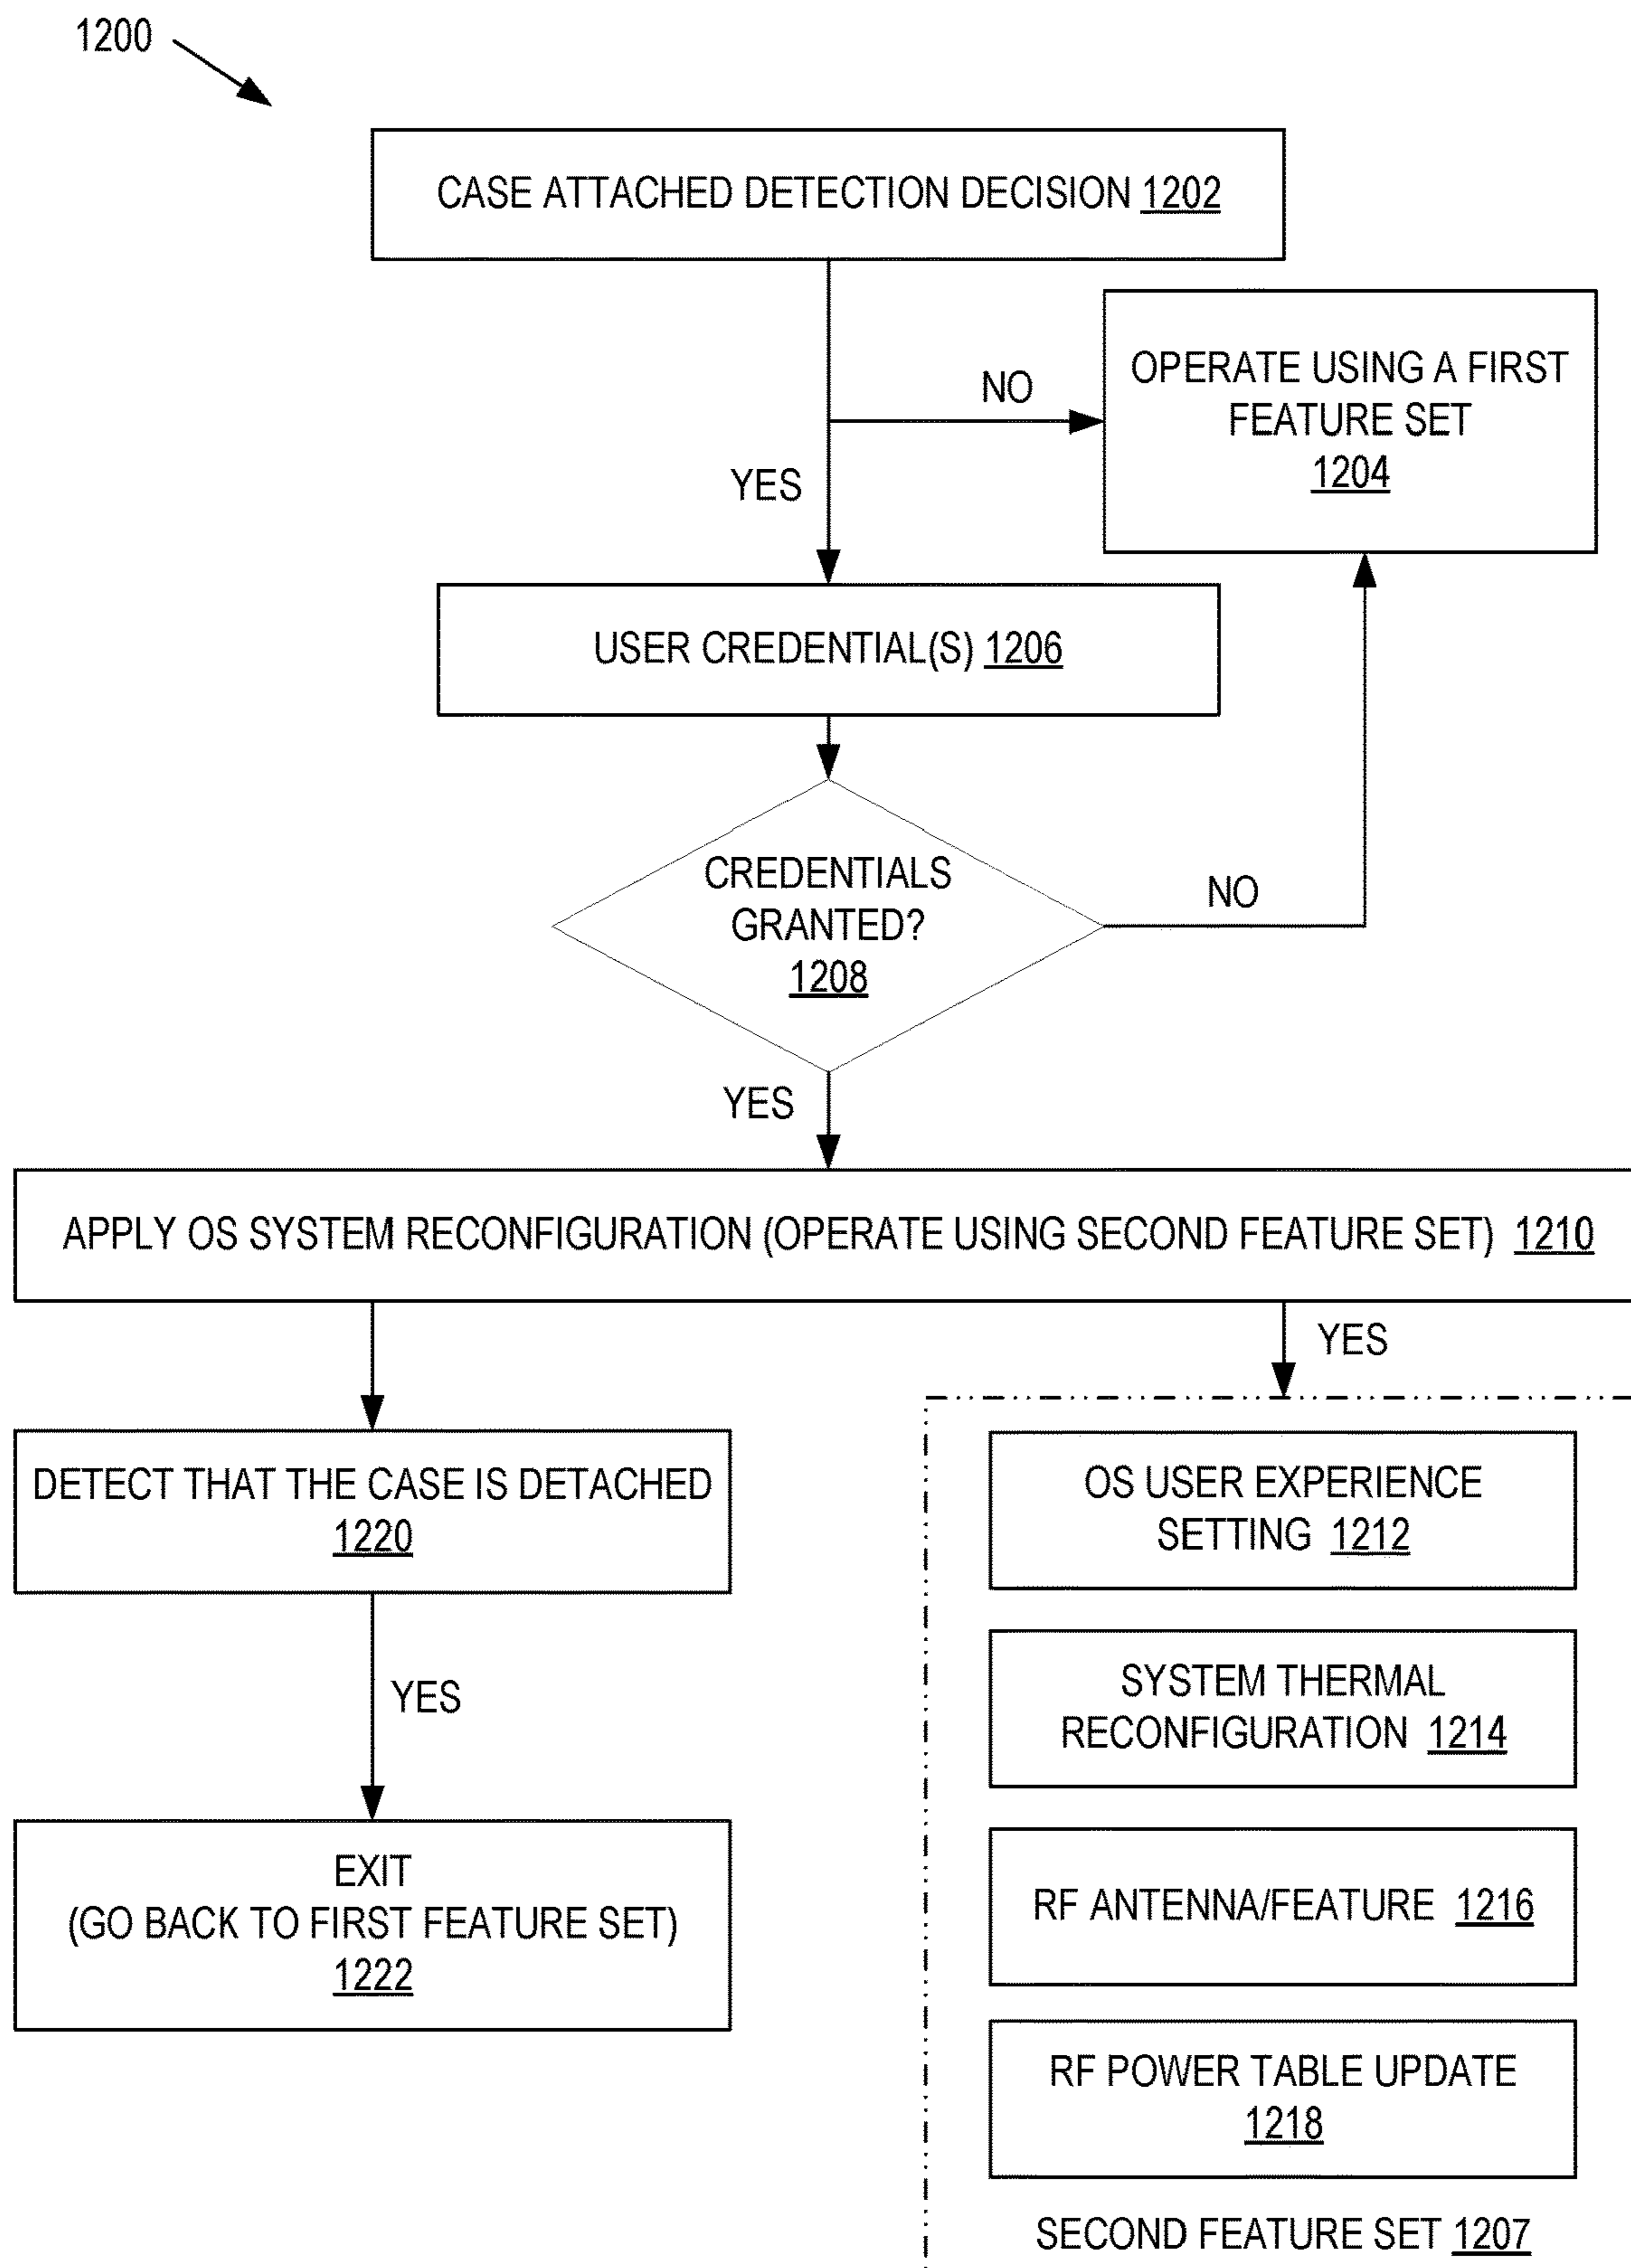 1200
CASE ATTACHED DETECTION DECISION 1202
NO
OPERATE USING A FIRST
FEATURE SET
1204
YES
USER CREDENTIAL(S) 1206
CREDENTIALS
GRANTED?
1208
NO
YES
APPLY OS SYSTEM RECONFIGURATION (OPERATE USING SECOND FEATURE SET) 1210
YES
DETECT THAT THE CASE IS DETACHED
1220
YES
EXIT
(GO BACK TO FIRST FEATURE SET)
1222
OS USER EXPERIENCE
SETTING 1212
SYSTEM THERMAL
RECONFIGURATION 1214
RF ANTENNA/FEATURE 1216
RF POWER TABLE UPDATE
1218
SECOND FEATURE SET 1207